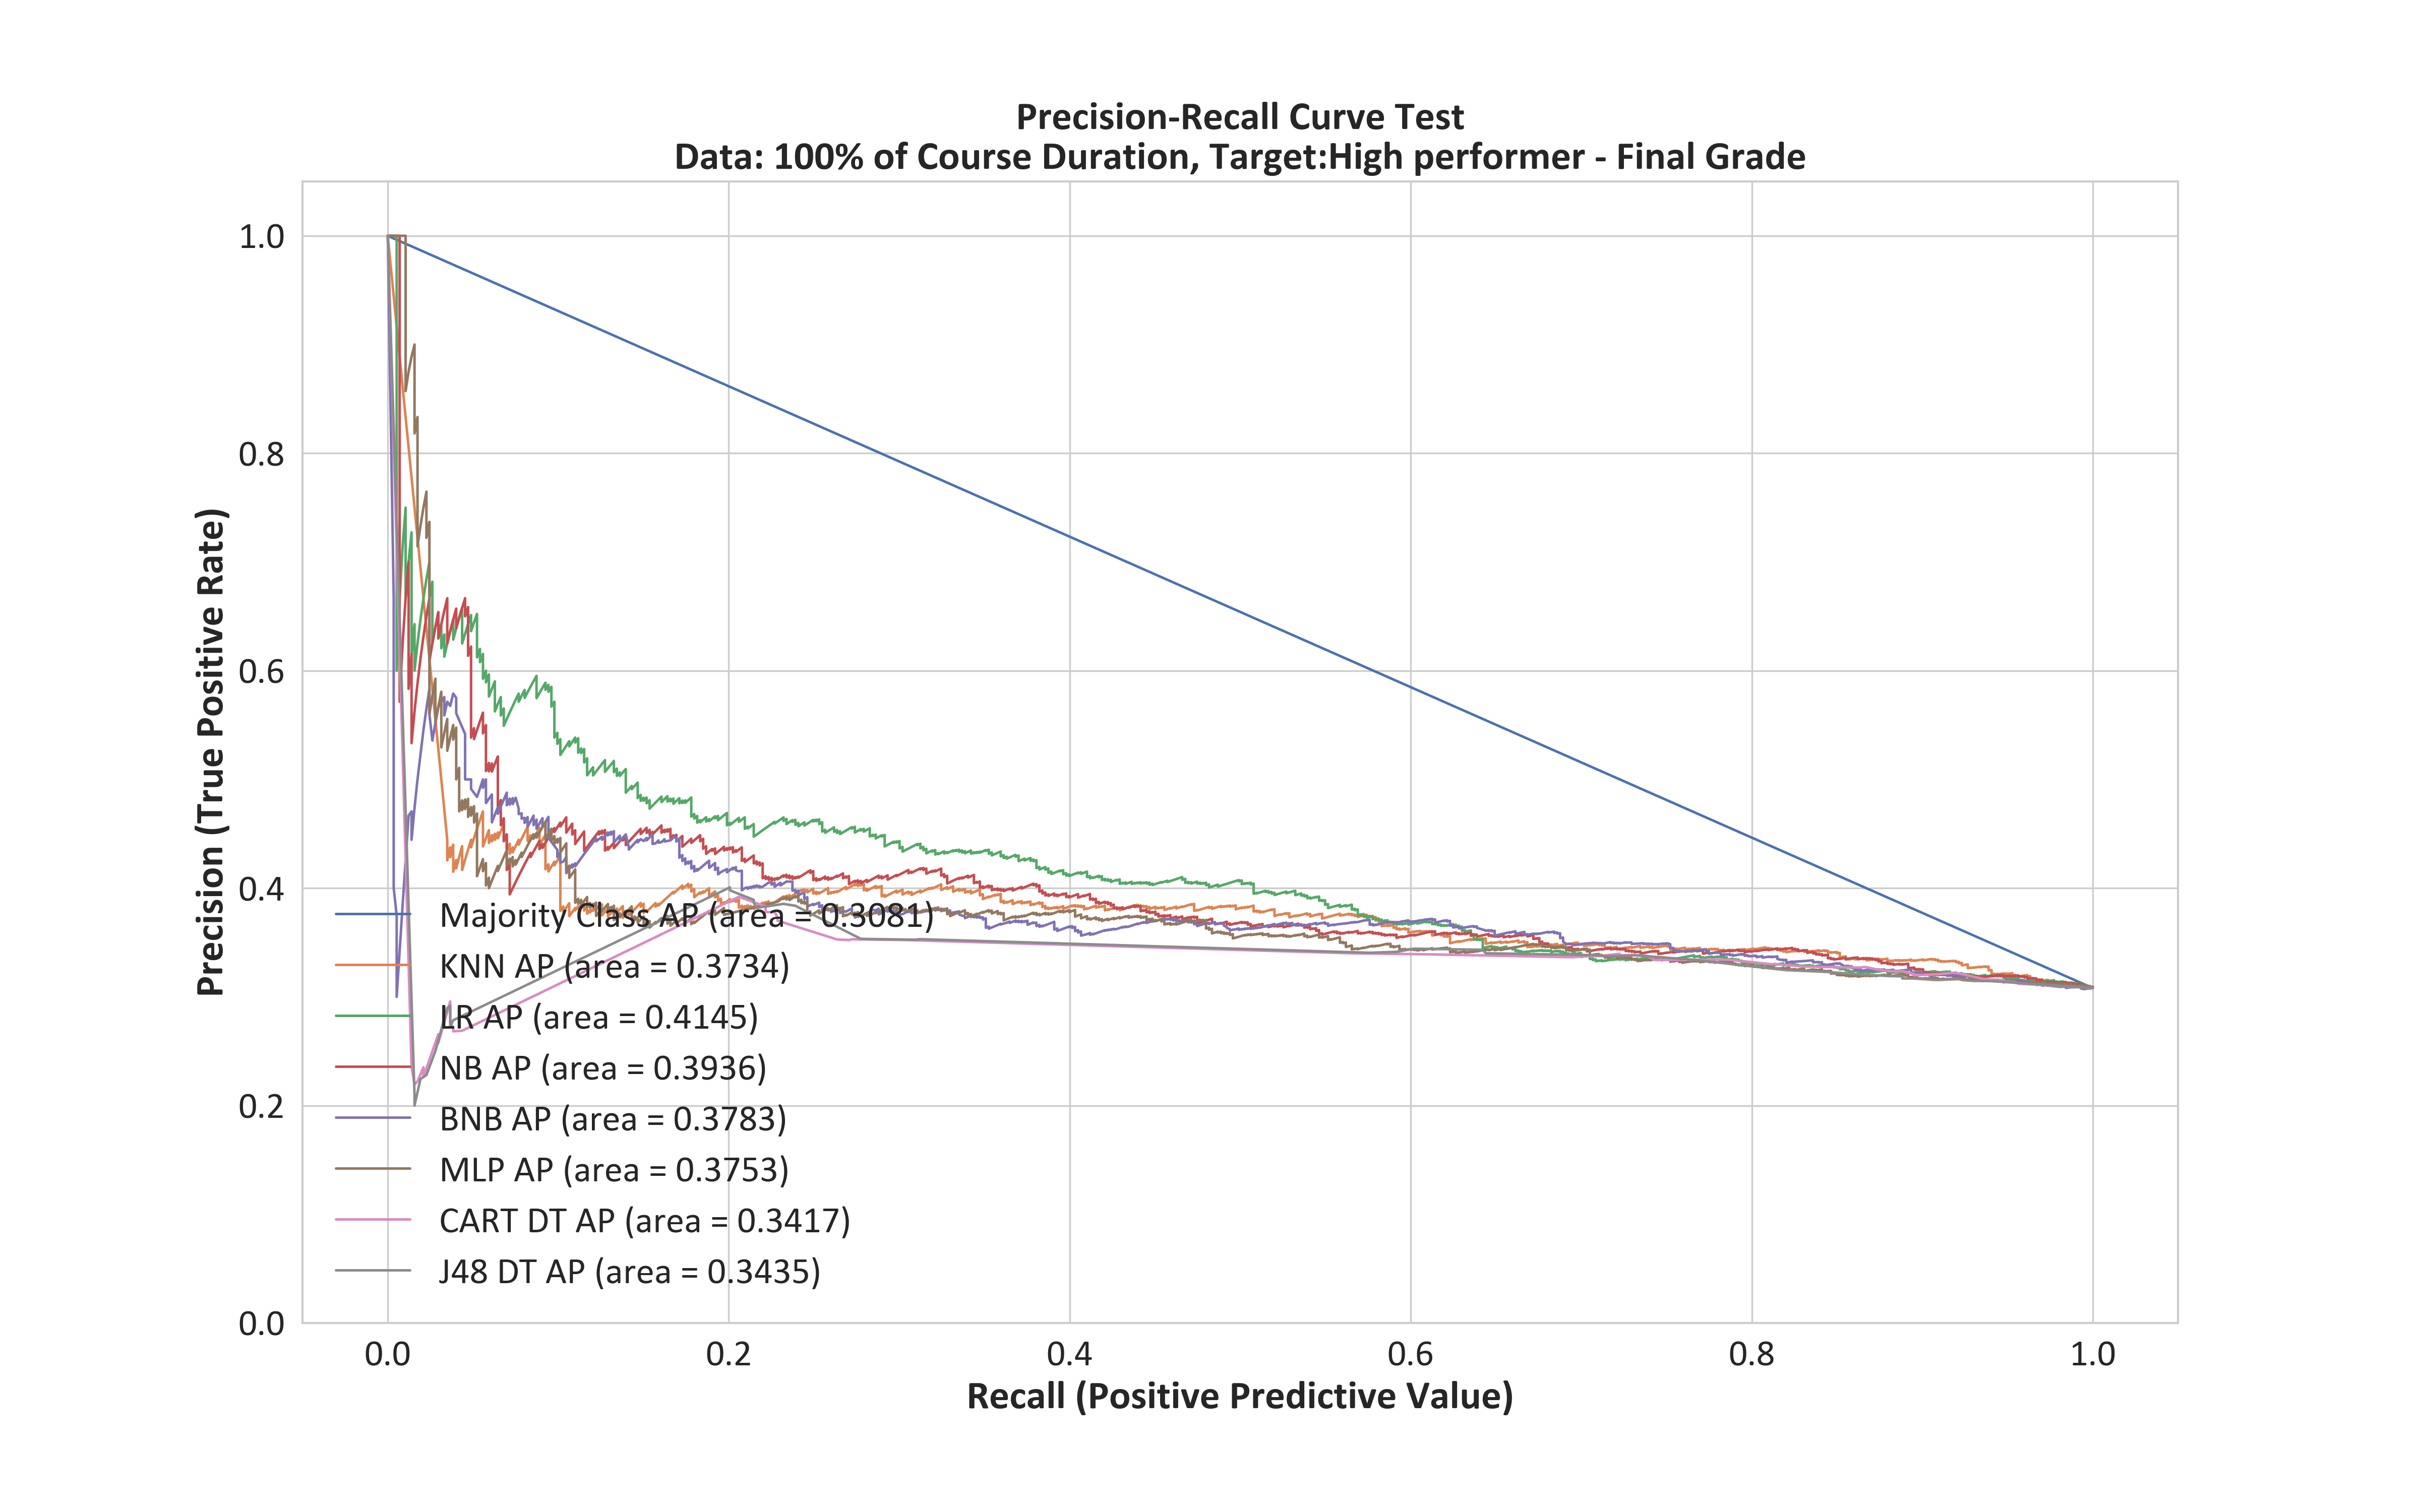 Precision-Recall Curve Test
Data: 100% of Course Duration, Target:High performer - Final Grade
Precision (True Positive Rate)
1.0
0.8
0.6
0.4
0.2
0.0
Majority Class AP (area = 0.3081)
KNN AP (area = 0.3734)
LR AP (area = 0.4145)
NB AP (area = 0.3936)
BNB AP (area = 0.3783)
MLP AP (area = 0.3753)
CART DT AP (area = 0.3417)
J48 DT AP (area = 0.3435)
0.0 0.2 0.4 0.6 0.8 1.0
Recall (Positive Predictive Value)